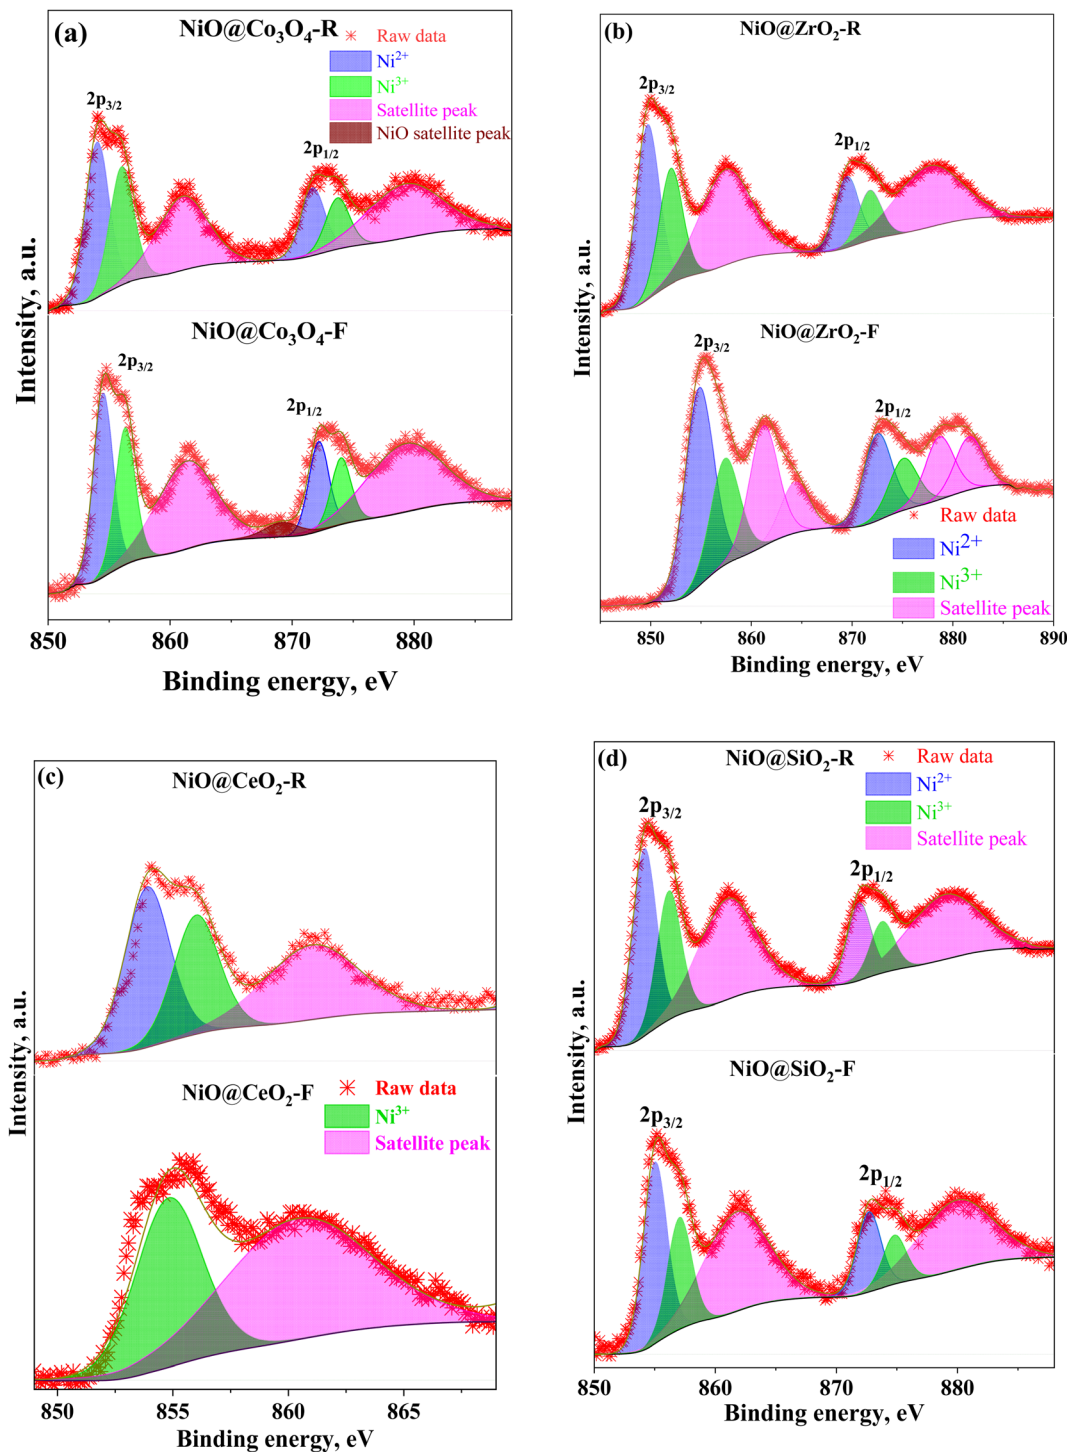 (a)
NiO@Co₃O₄-R
Raw data
Ni²⁺
Ni³⁺
Satellite peak
NiO satellite peak
2p₃/₂
2p₁/₂
NiO@Co₃O₄-F
2p₃/₂
2p₁/₂
Intensity, a.u.
850 860 870 880
Binding energy, eV
(b)
NiO@ZrO₂-R
2p₃/₂
2p₁/₂
NiO@ZrO₂-F
2p₃/₂
2p₁/₂
Raw data
Ni²⁺
Ni³⁺
Satellite peak
Intensity, a.u.
850 860 870 880 890
Binding energy, eV
(c)
NiO@CeO₂-R
NiO@CeO₂-F
Raw data
Ni³⁺
Satellite peak
Intensity, a.u.
850 855 860 865
Binding energy, eV
(d)
NiO@SiO₂-R
Raw data
Ni²⁺
Ni³⁺
Satellite peak
2p₃/₂
2p₁/₂
NiO@SiO₂-F
2p₃/₂
2p₁/₂
Intensity, a.u.
850 860 870 880
Binding energy, eV